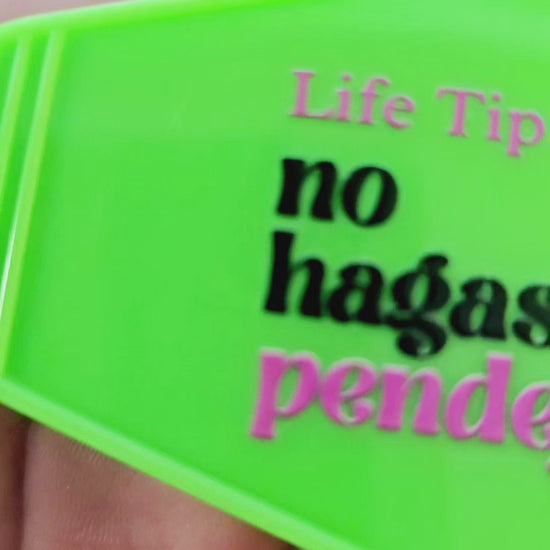 Life Tip
no
hagas
pende